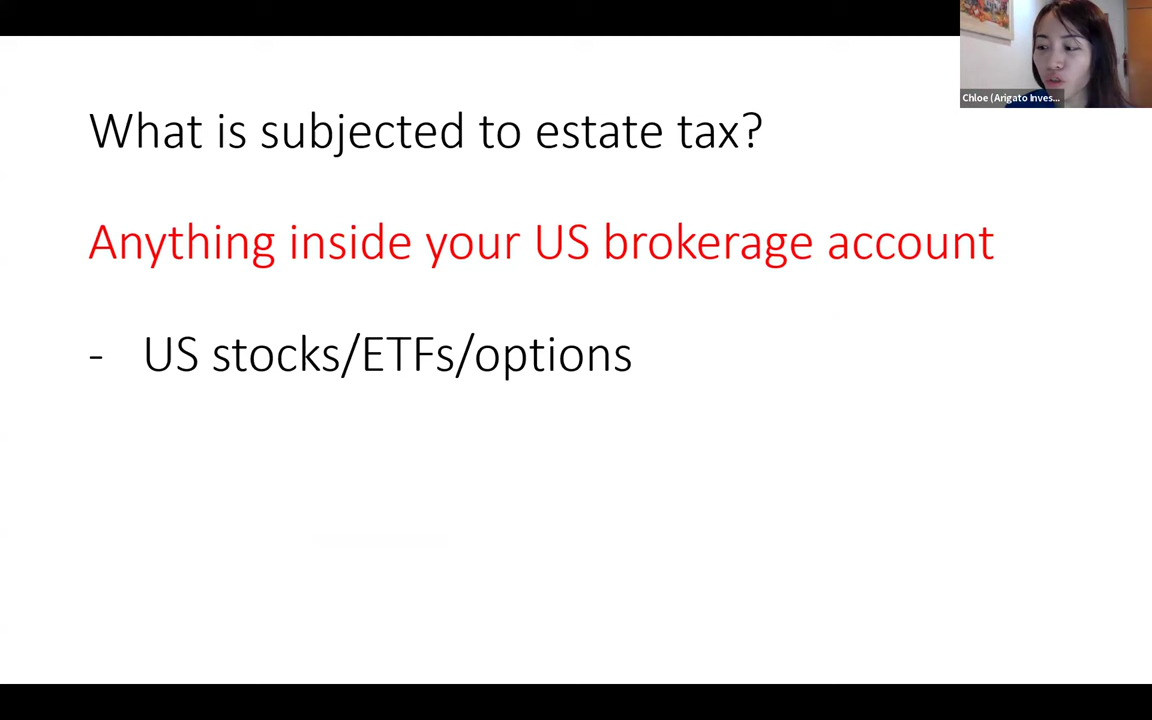 Chloe (Arigato Inves...
What is subjected to estate tax?
Anything inside your US brokerage account
- US stocks/ETFs/options